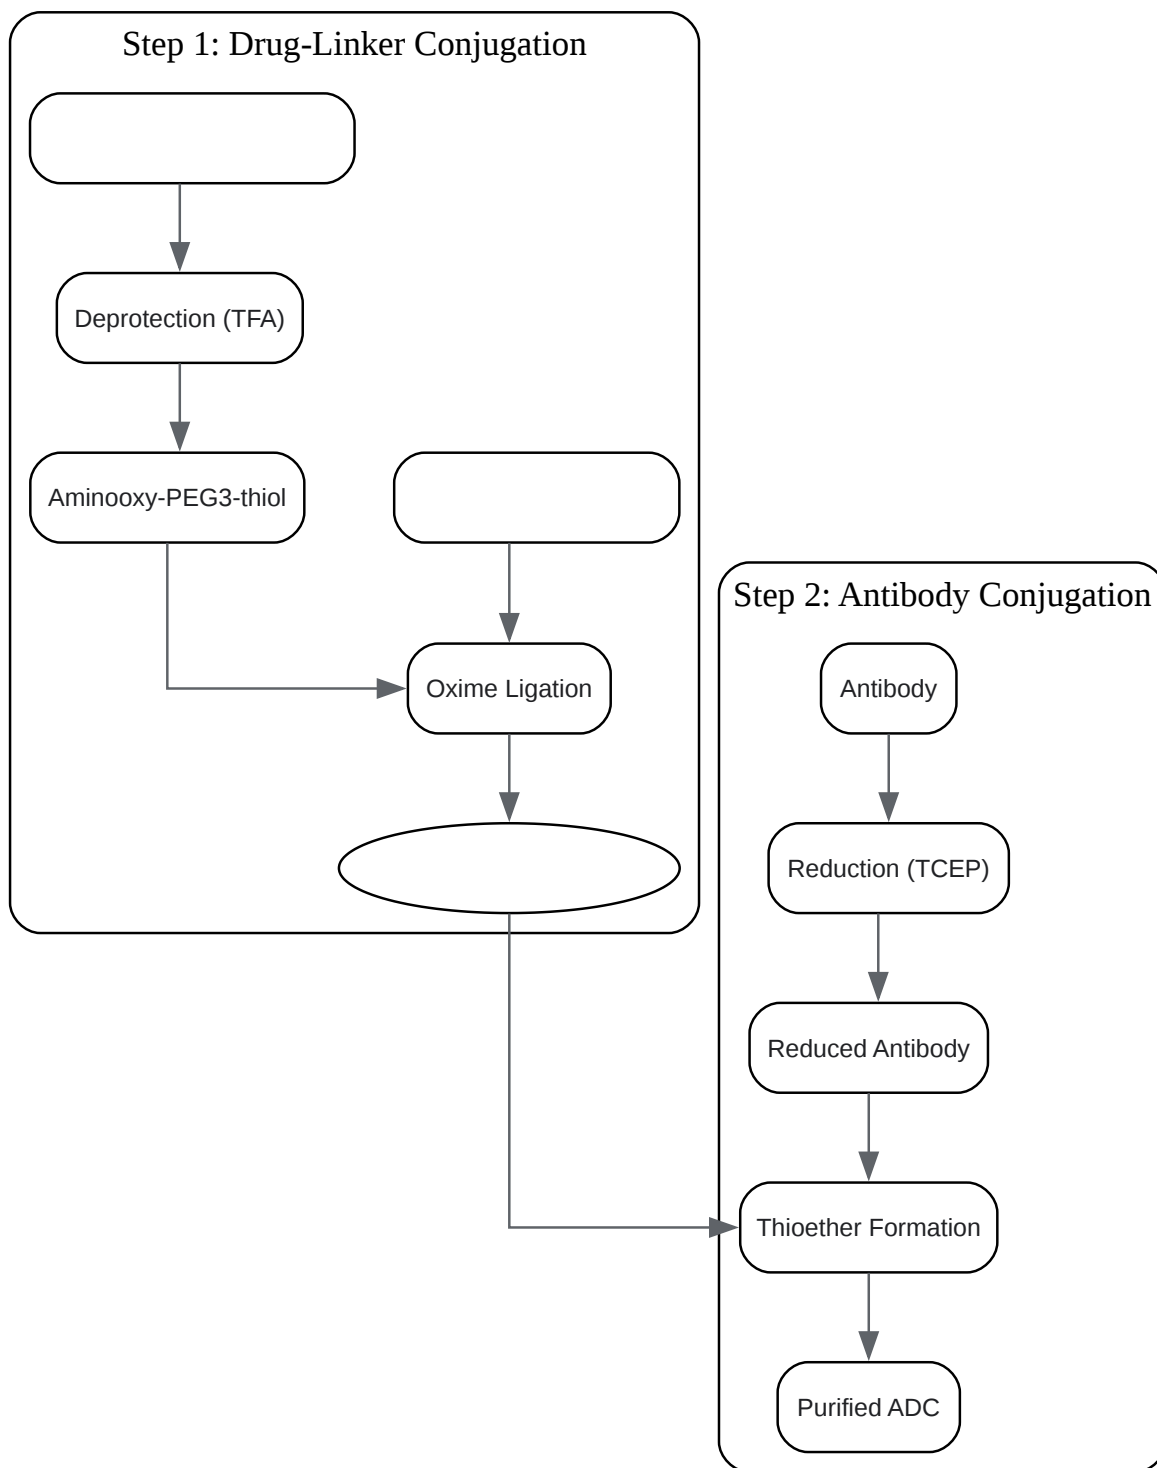 Step 1: Drug-Linker Conjugation
Deprotection (TFA)
Aminooxy-PEG3-thiol
Oxime Ligation
Step 2: Antibody Conjugation
Antibody
Reduction (TCEP)
Reduced Antibody
Thioether Formation
Purified ADC